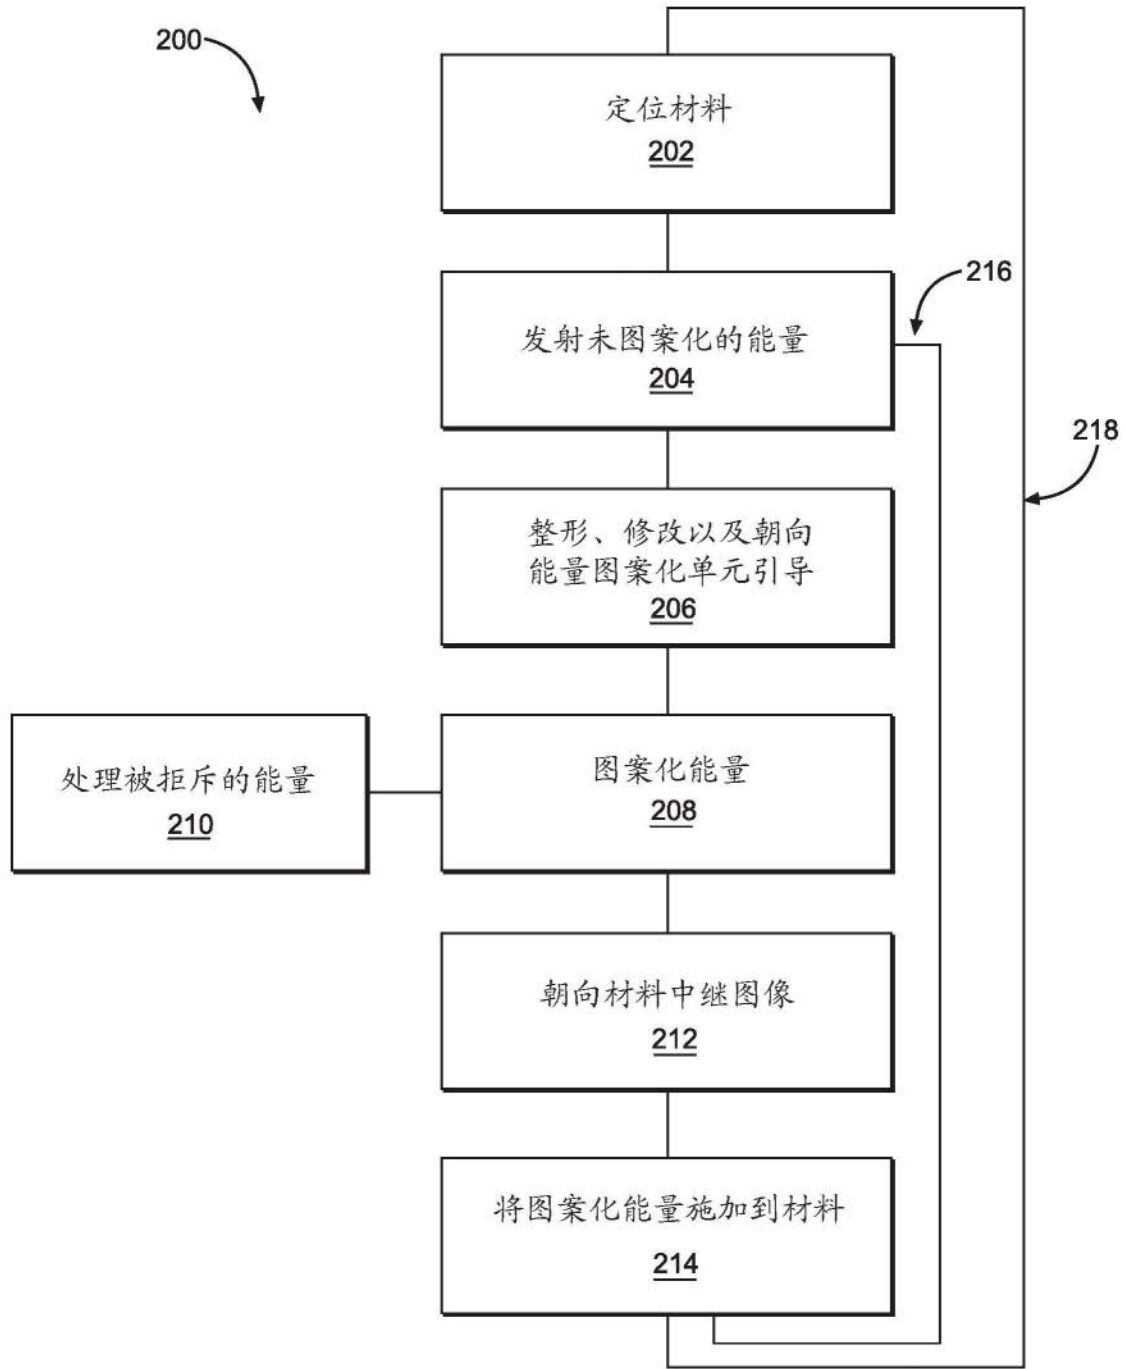 200
定位材料
202
216
发射未图案化的能量
204
218
整形、修改以及朝向
能量图案化单元引导
206
处理被拒斥的能量
210
图案化能量
208
朝向材料中继图像
212
将图案化能量施加到材料
214